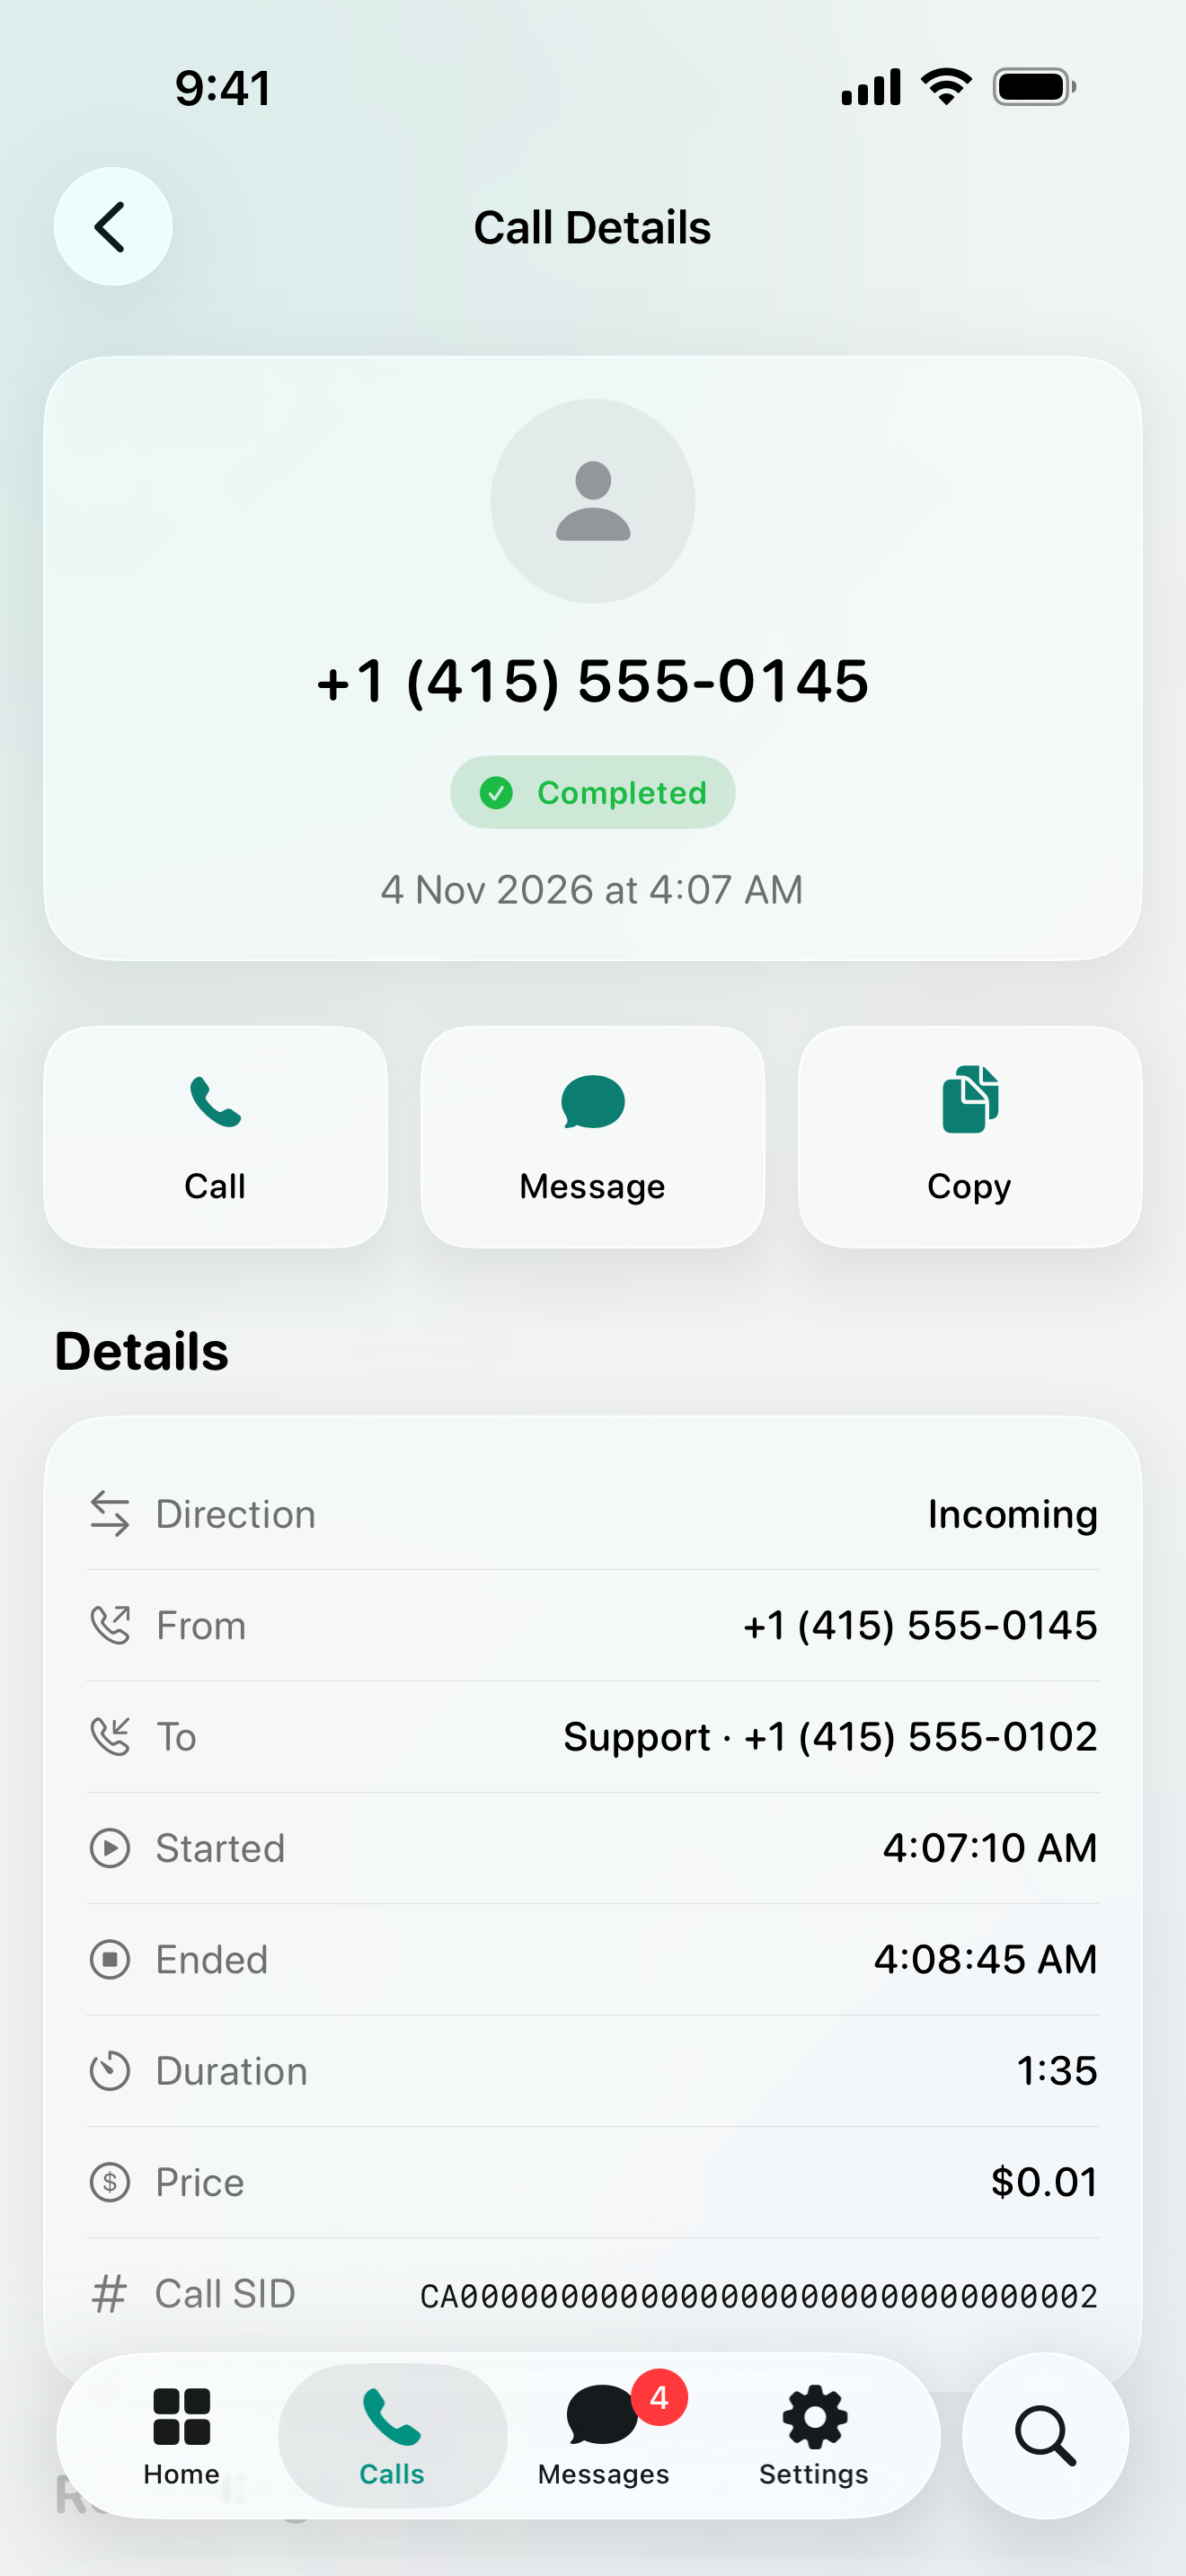 9:41
Call Details
+1 (415) 555-0145
Completed
4 Nov 2026 at 4:07 AM
Call
Message
Copy
Details
Direction Incoming
From +1 (415) 555-0145
To Support · +1 (415) 555-0102
Started 4:07:10 AM
Ended 4:08:45 AM
Duration 1:35
$ Price $0.01
# Call SID CA00000000000000000000000000000002
4
Home
Calls
Messages
Settings